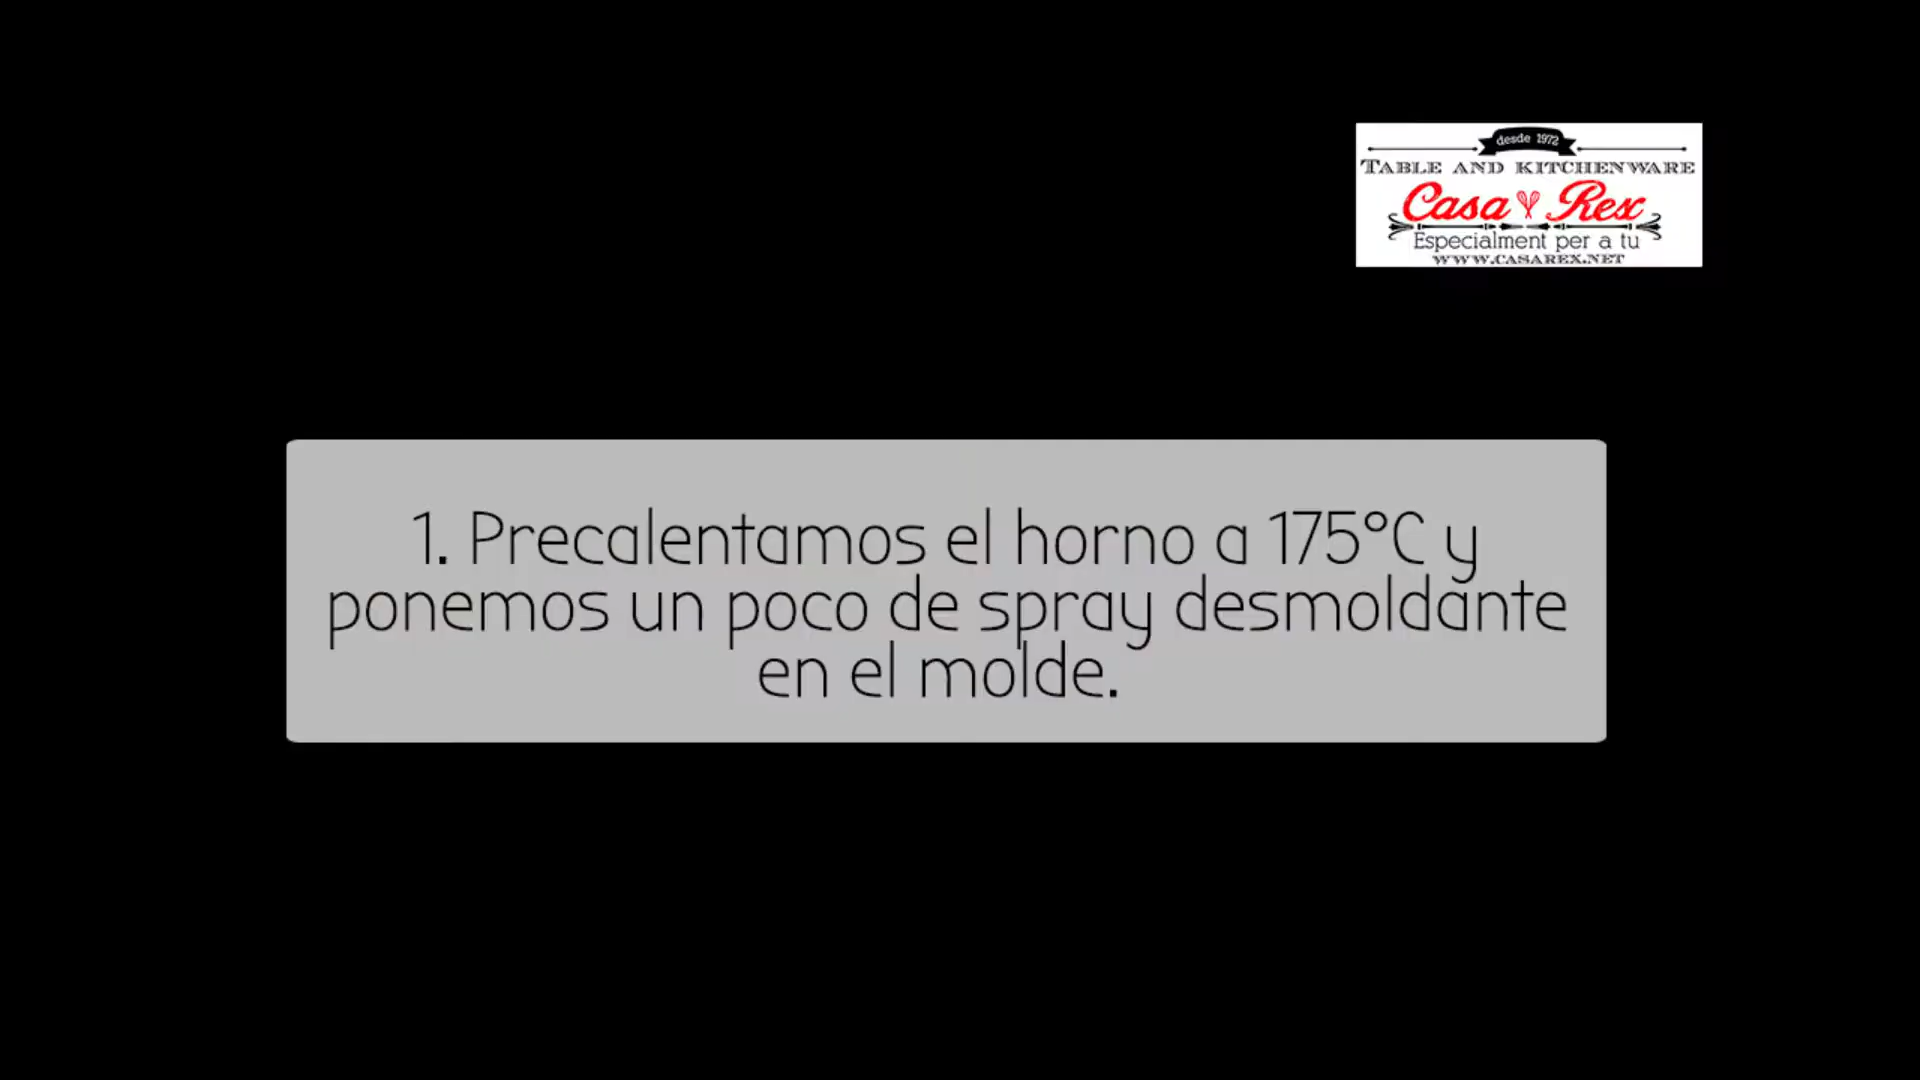 desde 1972
TABLE AND KITCHENWARE
Casa Rex
Especialment per a tu
WWW.CASAREX.NET
1. Precalentamos el horno a 175°C y
ponemos un poco de spray desmoldante
en el molde.